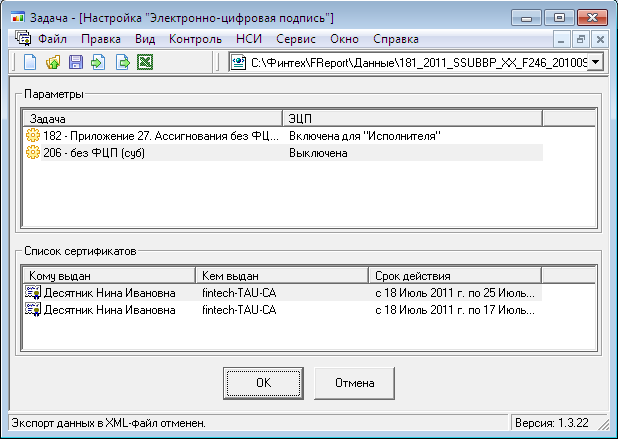 Задача - [Настройка "Электронно-цифровая подпись"]
Файл Правка Вид Контроль НСИ Сервис Окно Справка
C:\Финтех\FReport\Данные\181_2011_SSUBBP_XX_F246_20100
Параметры
Задача ЭЦП
182 - Приложение 27. Ассигнования без ФЦ... Включена для "Исполнителя"
206 - без ФЦП (суб) Выключена
Список сертификатов
Кому выдан Кем выдан Срок действия
Десятник Нина Ивановна fintech-TAU-CA с 18 Июль 2011 г. по 25 Июль...
Десятник Нина Ивановна fintech-TAU-CA с 18 Июль 2011 г. по 17 Июль...
OK Отмена
Экспорт данных в XML-файл отменен. Версия: 1.3.22